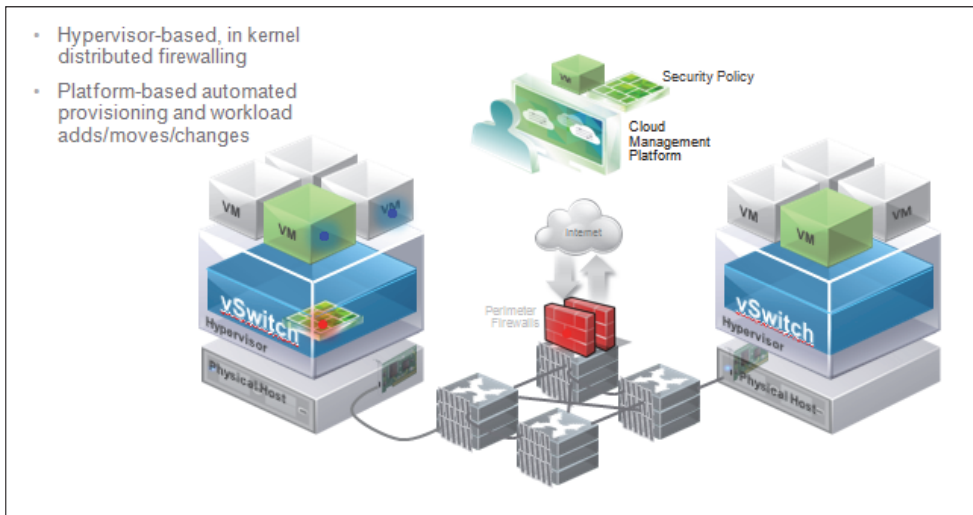 Hypervisor-based, in kernel
distributed firewalling
Platform-based automated
provisioning and workload
adds/moves/changes
VM
Security Policy
Cloud
Management
Platform
VM
VM
VM
VM
VM
VM
Internet
Perimeter
Firewalls
vSwitch
Hypervisor
Physical Host
vSwitch
Hypervisor
Physical Host